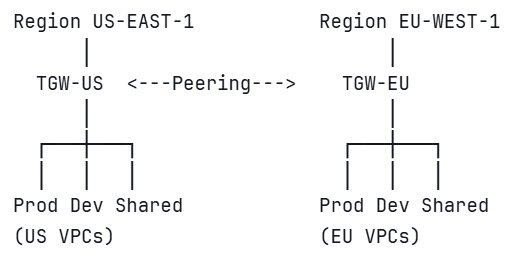 Region US-EAST-1 Region EU-WEST-1
TGW-US <---Peering---> TGW-EU
Prod Dev Shared Prod Dev Shared
(US VPCs) (EU VPCs)